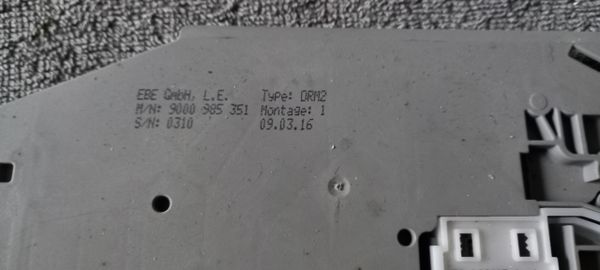 EBE GmbH, L.E. Type: DRM2
M/N: 9000 985 351 Montage: 1
S/N: 0310 09.03.16